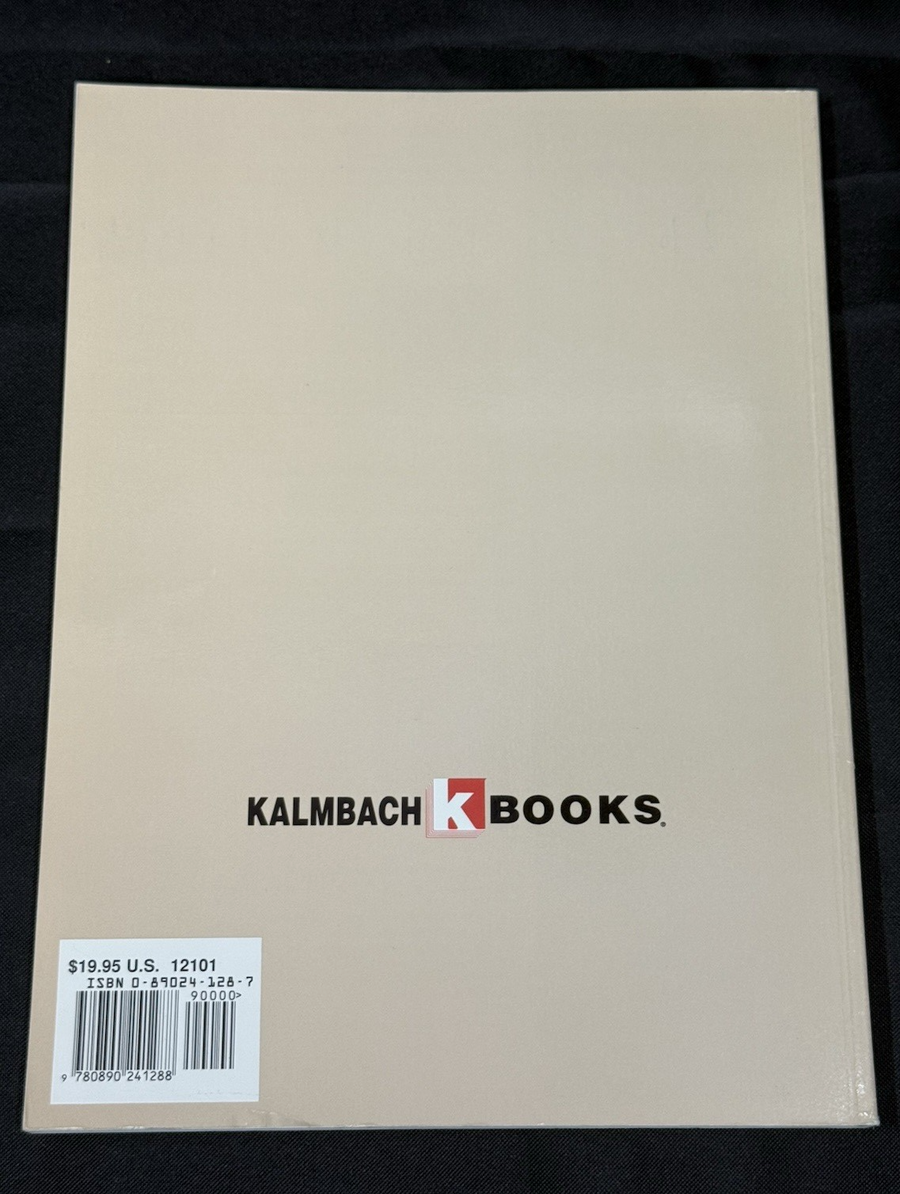 KALMBACH K BOOKS®
$19.95 U.S. 12101
ISBN 0-89024-128-7
90000>
9 780890 241288